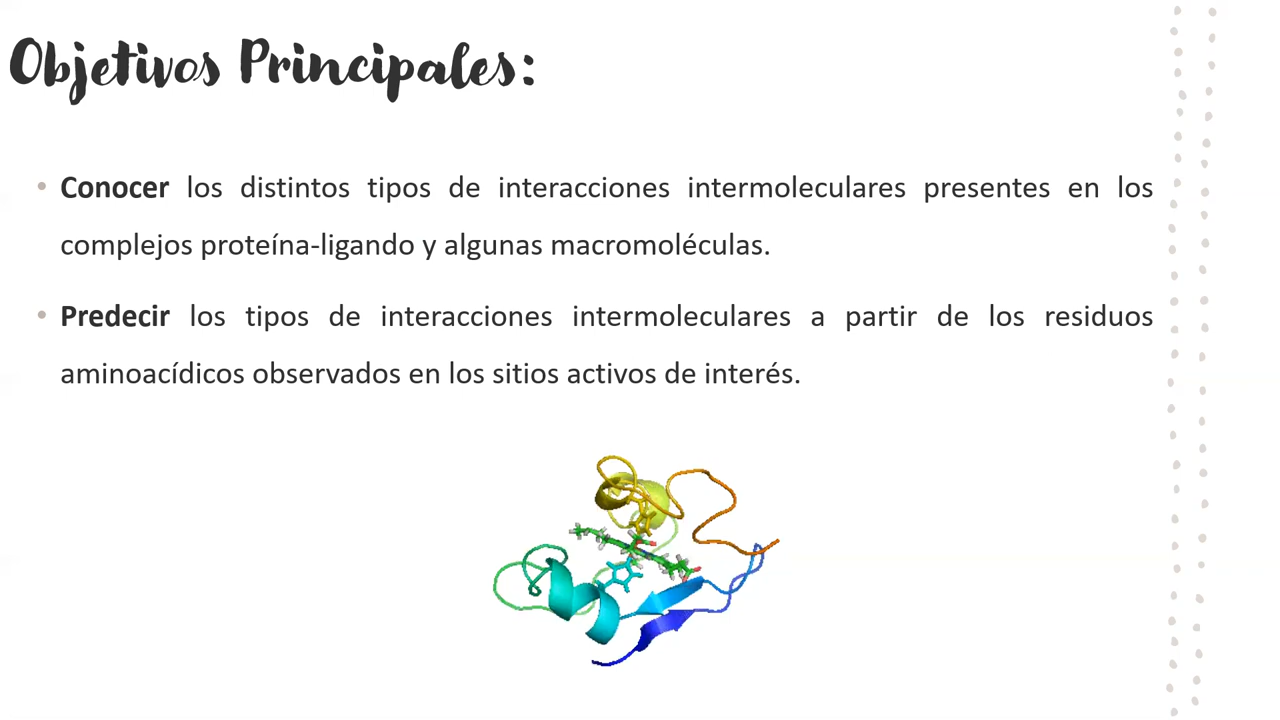 Objetivos Principales:
• Conocer los distintos tipos de interacciones intermoleculares presentes en los
complejos proteína-ligando y algunas macromoléculas.
• Predecir los tipos de interacciones intermoleculares a partir de los residuos
aminoacídicos observados en los sitios activos de interés.